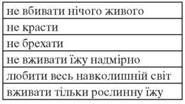 не вбивати нічого живого
не красти
не брехати
не вживати їжу надмірно
любити весь навколишній світ
вживати тільки рослинну їжу